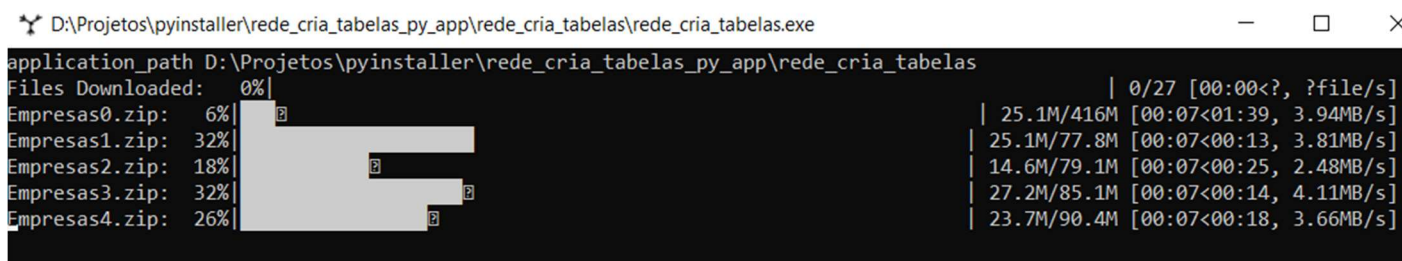 D:\Projetos\pyinstaller\rede_cria_tabelas_py_app\rede_cria_tabelas\rede_cria_tabelas.exe
application_path D:\Projetos\pyinstaller\rede_cria_tabelas_py_app\rede_cria_tabelas
Files Downloaded:   0%| | 0/27 [00:00<?, ?file/s]
Empresas0.zip:   6%| | 25.1M/416M [00:07<01:39, 3.94MB/s]
Empresas1.zip:  32%| | 25.1M/77.8M [00:07<00:13, 3.81MB/s]
Empresas2.zip:  18%| | 14.6M/79.1M [00:07<00:25, 2.48MB/s]
Empresas3.zip:  32%| | 27.2M/85.1M [00:07<00:14, 4.11MB/s]
Empresas4.zip:  26%| | 23.7M/90.4M [00:07<00:18, 3.66MB/s]